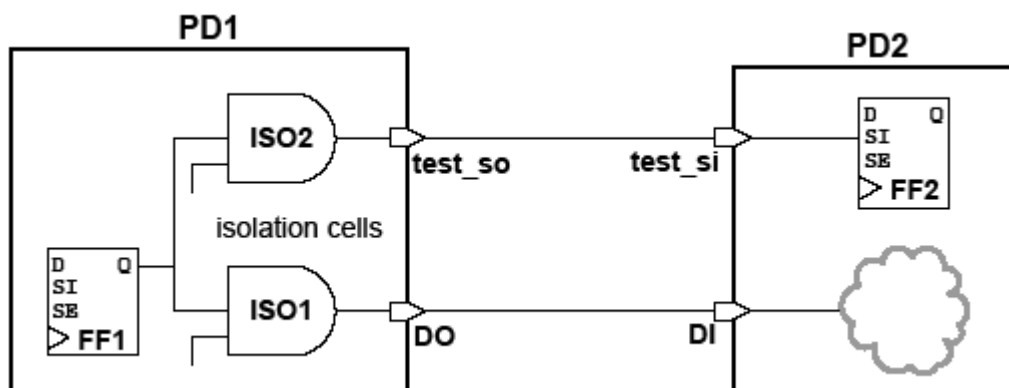 PD1
PD2
ISO2
D Q
SI
SE
FF2
test_so
test_si
isolation cells
D Q
SI
SE
FF1
ISO1
DO
DI